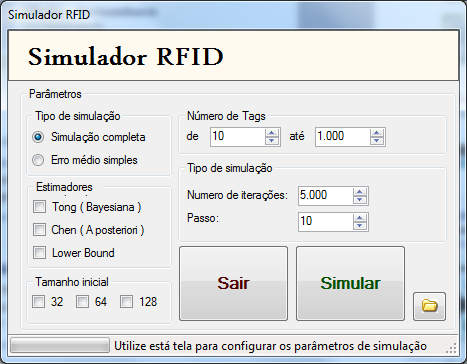 Simulador RFID
Simulador RFID
Parâmetros
Tipo de simulação
Simulação completa
Erro médio simples
Número de Tags
de 10 até 1.000
Tipo de simulação
Numero de iterações: 5.000
Passo: 10
Estimadores
Tong ( Bayesiana )
Chen ( A posteriori )
Lower Bound
Tamanho inicial
32 64 128
Sair
Simular
Utilize está tela para configurar os parâmetros de simulação